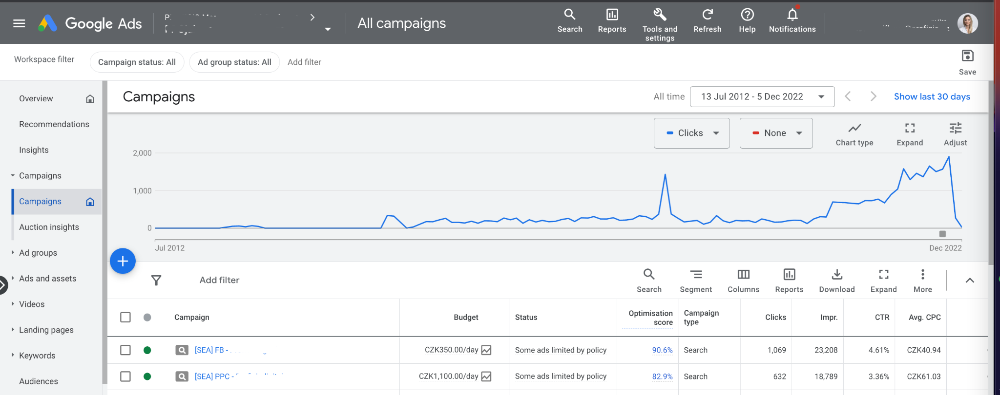 Google Ads
All campaigns
Search
Reports
Tools and
settings
Refresh
Help
Notifications
Workspace filter
Campaign status: All
Ad group status: All
Add filter
Save
Overview
Recommendations
Insights
Campaigns
Campaigns
Auction insights
Ad groups
Ads and assets
Videos
Landing pages
Keywords
Audiences
Campaigns
All time
13 Jul 2012 - 5 Dec 2022
Show last 30 days
Clicks
None
Chart type
Expand
Adjust
2,000
1,000
0
Jul 2012
Dec 2022
Add filter
Search
Segment
Columns
Reports
Download
Expand
More
Campaign
Budget
Status
Optimisation
score
Campaign
type
Clicks
Impr.
CTR
Avg. CPC
[SEA] FB -
CZK350.00/day
Some ads limited by policy
90.6%
Search
1,069
23,208
4.61%
CZK40.94
[SEA] PPC -
CZK1,100.00/day
Some ads limited by policy
82.9%
Search
632
18,789
3.36%
CZK61.03